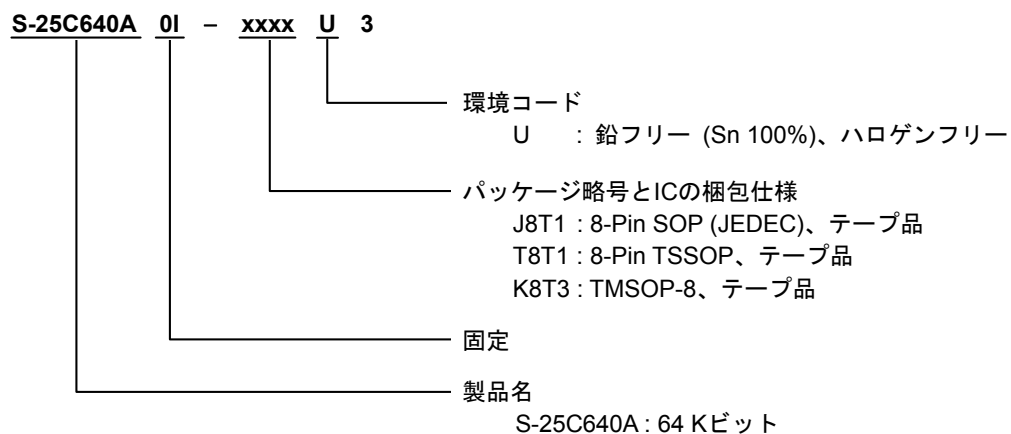 S-25C640A 0I – xxxx U 3
環境コード
U : 鉛フリー (Sn 100%)、ハロゲンフリー
パッケージ略号とICの梱包仕様
J8T1 : 8-Pin SOP (JEDEC)、テープ品
T8T1 : 8-Pin TSSOP、テープ品
K8T3 : TMSOP-8、テープ品
固定
製品名
S-25C640A : 64 Kビット